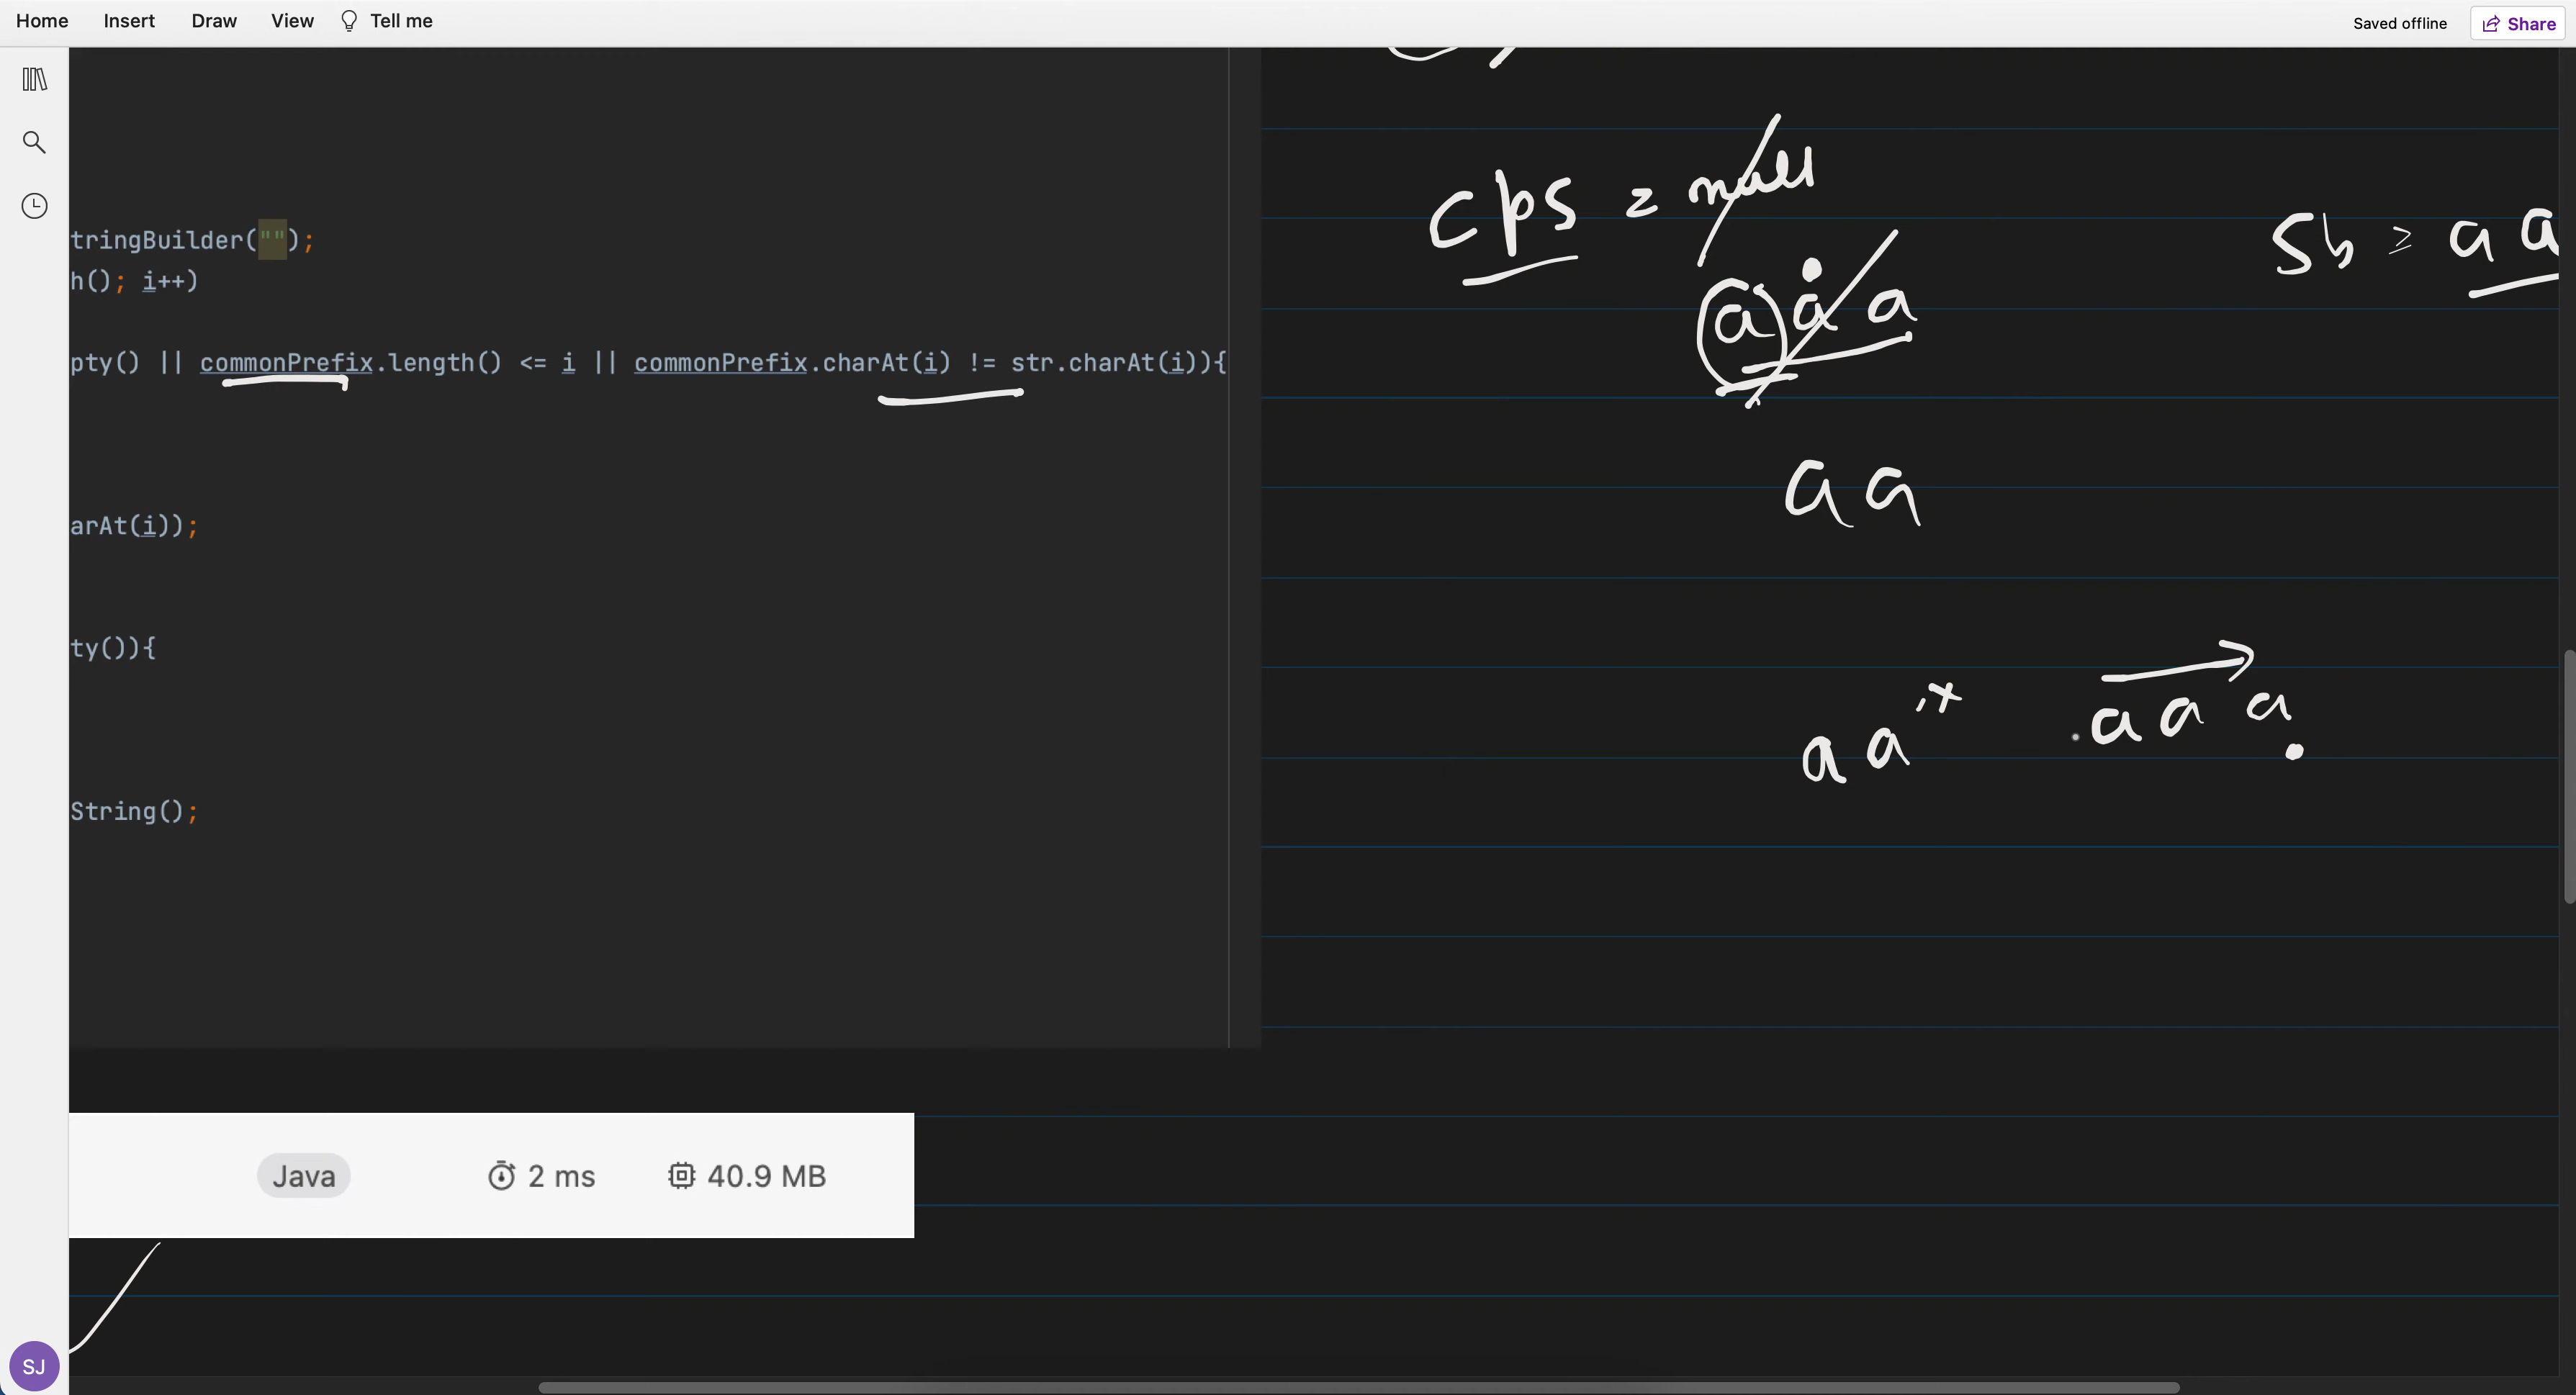 Home Insert Draw View Tell me Saved offline Share
tringBuilder("");
h(); i++)
pty() || commonPrefix.length() <= i || commonPrefix.charAt(i) != str.charAt(i)){
arAt(i));
ty()){
String();
cps = null
Sb = a a
a a a
a a
a a
a a a
Java 2 ms 40.9 MB
SJ